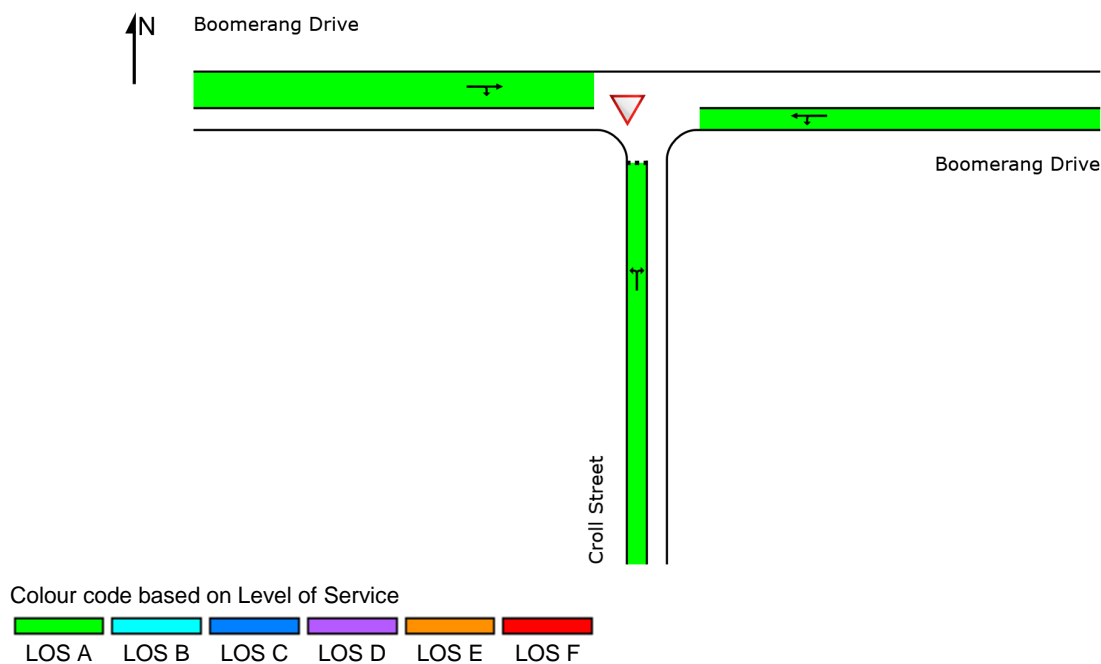 N
Boomerang Drive
Boomerang Drive
Croll Street
Colour code based on Level of Service
LOS A LOS B LOS C LOS D LOS E LOS F